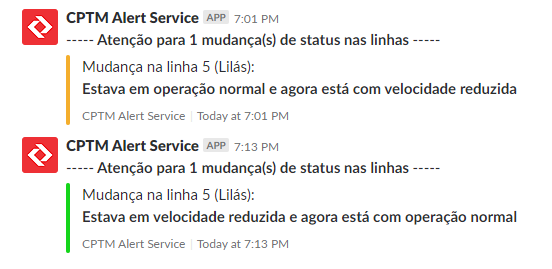 CPTM Alert Service APP 7:01 PM
----- Atenção para 1 mudança(s) de status nas linhas -----
Mudança na linha 5 (Lilás):
Estava em operação normal e agora está com velocidade reduzida
CPTM Alert Service | Today at 7:01 PM
CPTM Alert Service APP 7:13 PM
----- Atenção para 1 mudança(s) de status nas linhas -----
Mudança na linha 5 (Lilás):
Estava em velocidade reduzida e agora está com operação normal
CPTM Alert Service | Today at 7:13 PM